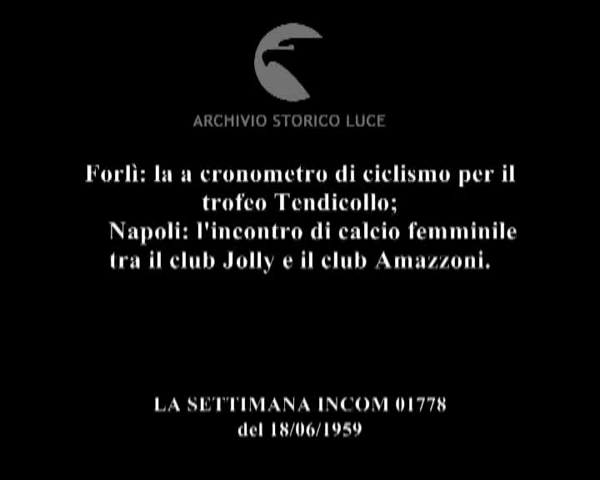 ARCHIVIO STORICO LUCE
Forlì: la a cronometro di ciclismo per il
trofeo Tendicollo;
Napoli: l'incontro di calcio femminile
tra il club Jolly e il club Amazzoni.
LA SETTIMANA INCOM 01778
del 18/06/1959